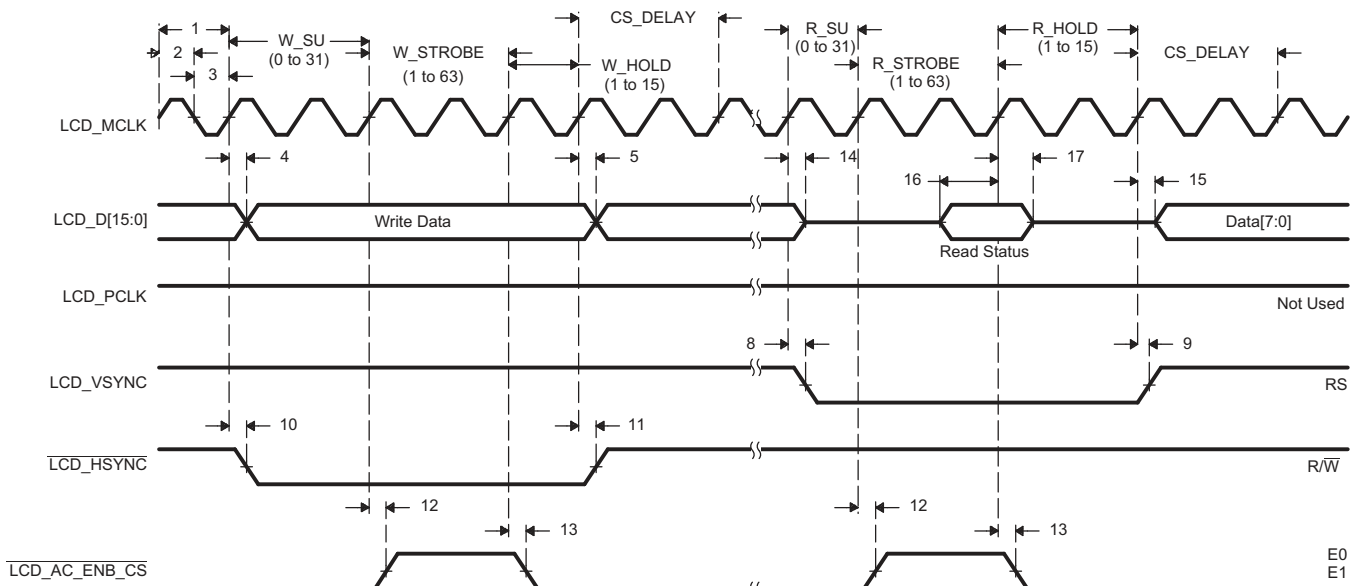 1 CS_DELAY R_SU R_HOLD
2 W_SU W_STROBE (0 to 31) (1 to 15) CS_DELAY
(0 to 31) W_HOLD R_STROBE
3 (1 to 63) (1 to 15) (1 to 63)
LCD_MCLK
4 5 14 17
16 15
LCD_D[15:0] Write Data Data[7:0]
Read Status
LCD_PCLK
Not Used
8 9
LCD_VSYNC RS
10 11
LCD_HSYNC R/W
12 13 12 13
E0
LCD_AC_ENB_CS E1